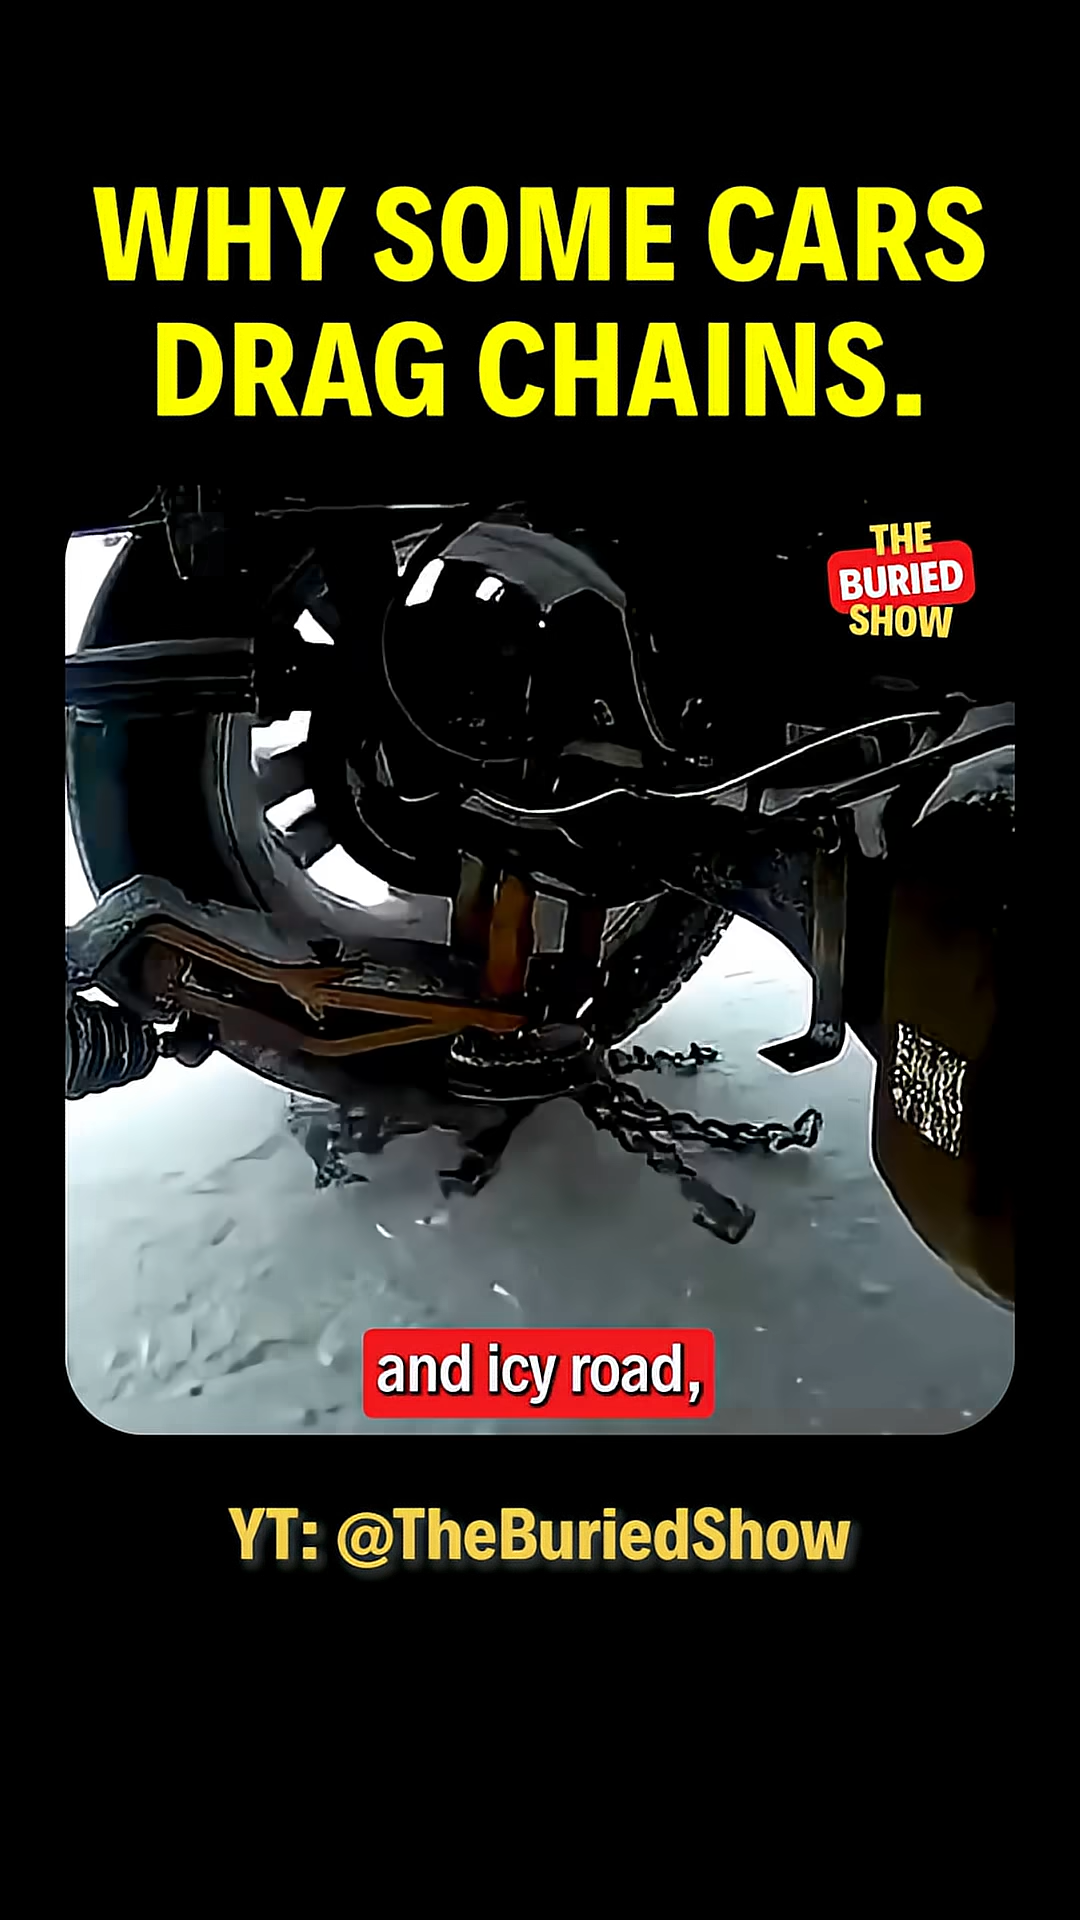 WHY SOME CARS
DRAG CHAINS.
THE
BURIED
SHOW
and icy road,
YT: @TheBuriedShow